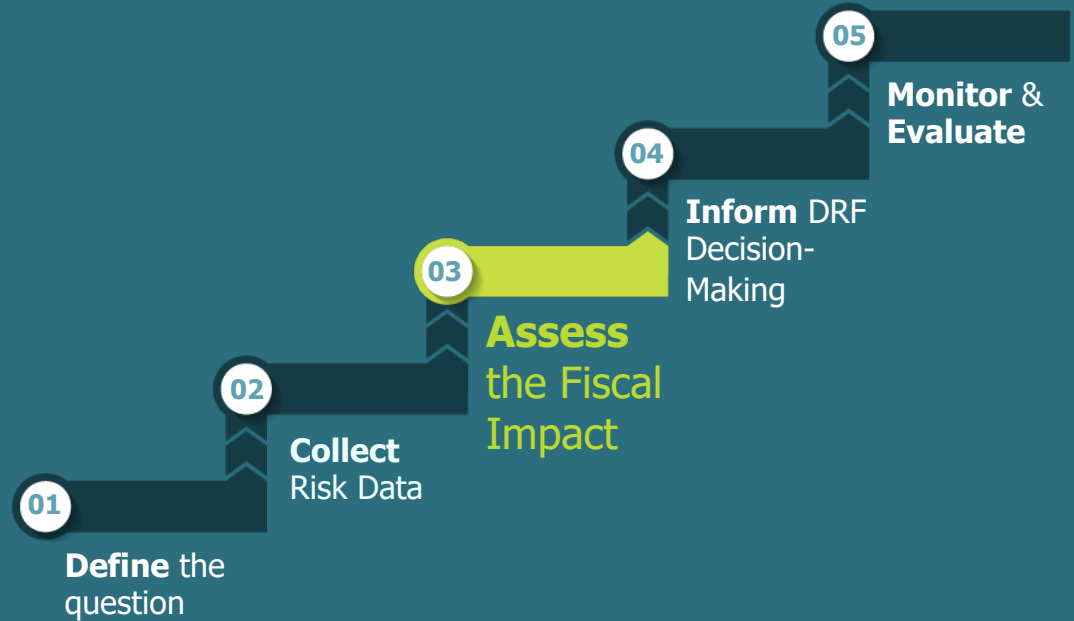 01
Define the
question
02
Collect
Risk Data
03
Assess
the Fiscal
Impact
04
Inform DRF
Decision-
Making
05
Monitor &
Evaluate